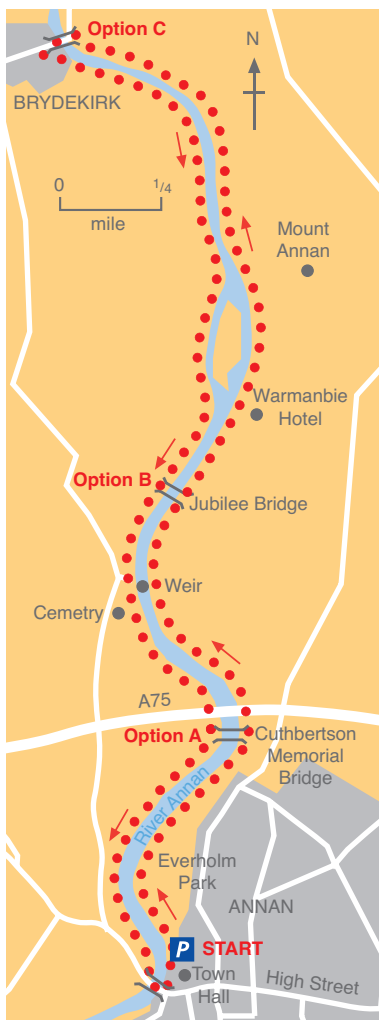 Option C
N
BRYDEKIRK
0 1/4
mile
Mount
Annan
Warmanbie
Hotel
Option B
Jubilee Bridge
Weir
Cemetry
A75
Option A
Cuthbertson
Memorial
Bridge
River Annan
Everholm
Park
ANNAN
P START
Town
Hall
High Street